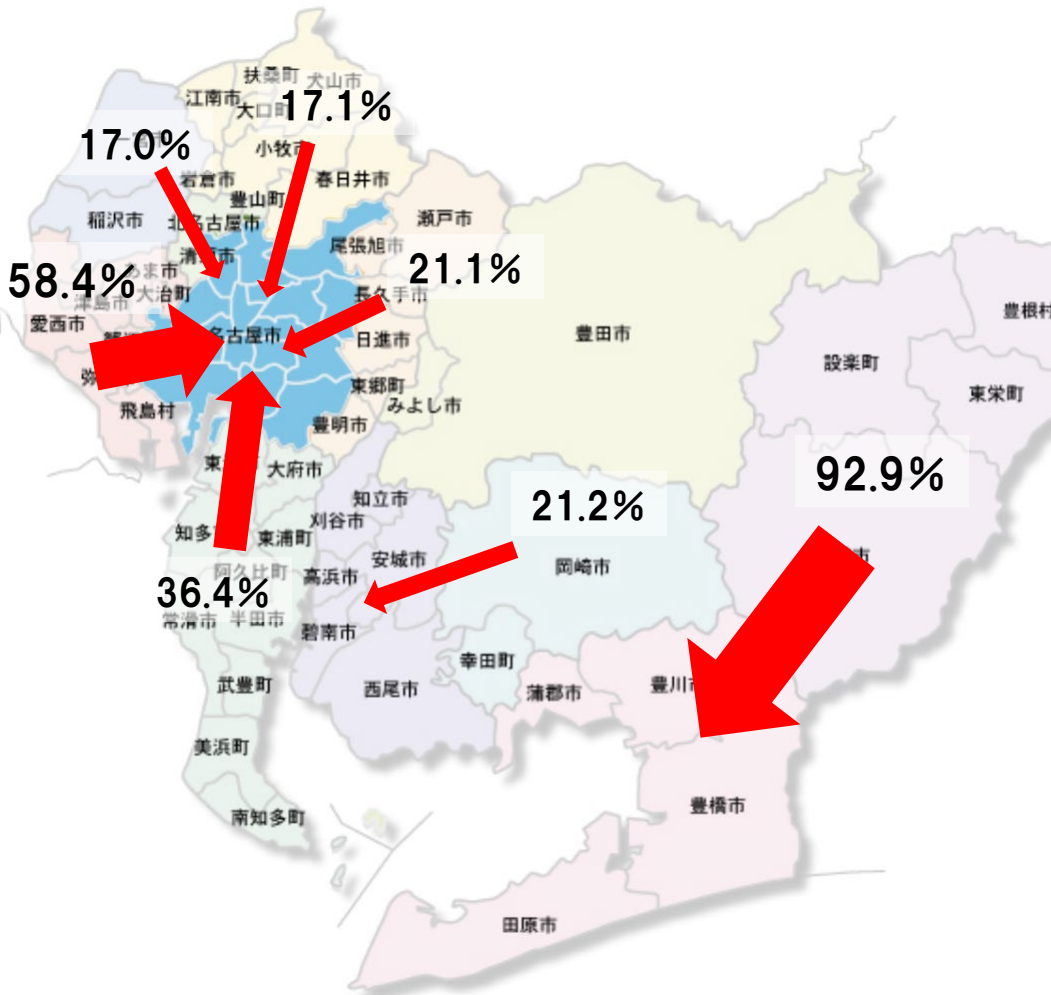 扶桑町
犬山市
江南市
大口町
17.1%
17.0%
小牧市
岩倉市
春日井市
豊山町
稲沢市
北名古屋市
瀬戸市
尾張旭市
58.4%
大治町
21.1%
長久手市
津島市
愛西市
名古屋市
日進市
豊田市
豊根村
設楽町
東郷町
みよし市
東栄町
飛島村
豊明市
大府市
92.9%
知立市
21.2%
刈谷市
東浦町
安城市
岡崎市
阿久比町
高浜市
36.4%
常滑市
半田市
碧南市
幸田町
武豊町
西尾市
蒲郡市
豊川市
美浜町
豊橋市
南知多町
田原市